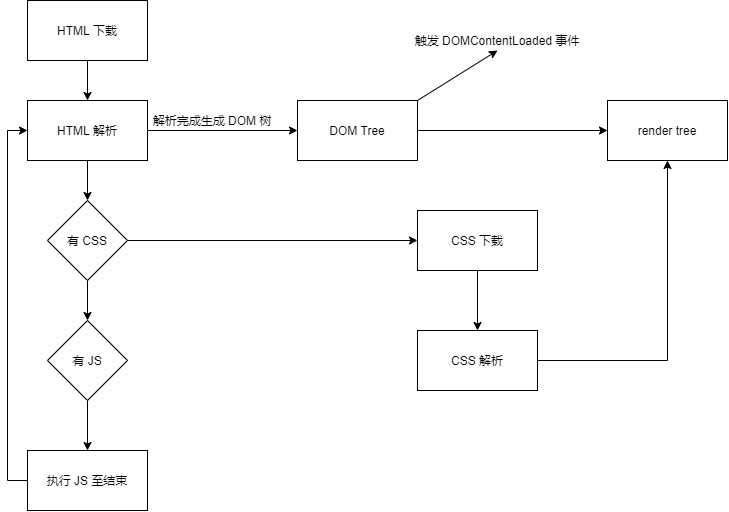 HTML 下载
触发 DOMContentLoaded 事件
HTML 解析
解析完成生成 DOM 树
DOM Tree
render tree
有 CSS
CSS 下载
有 JS
CSS 解析
执行 JS 至结束